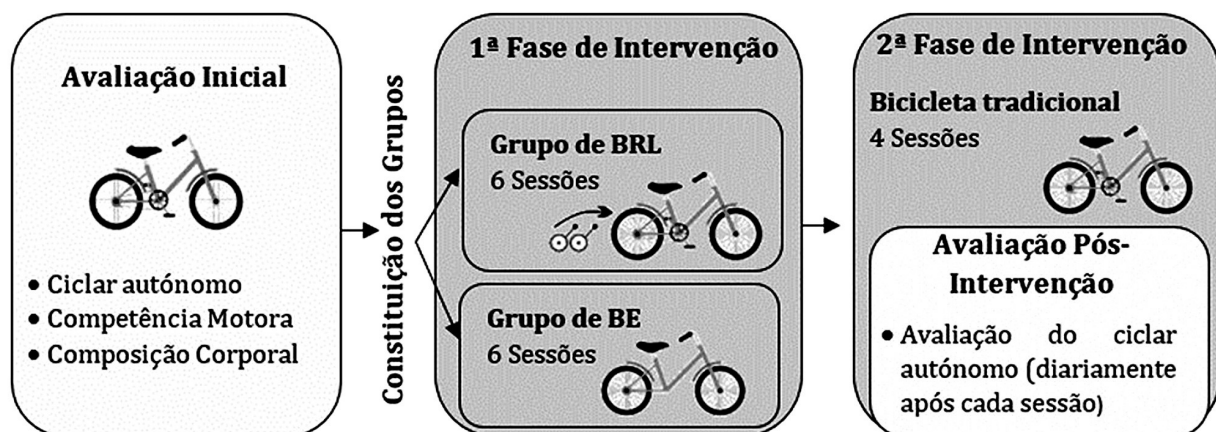 Avaliação Inicial
• Ciclar autónomo
• Competência Motora
• Composição Corporal
Constituição dos Grupos
1ª Fase de Intervenção
Grupo de BRL
6 Sessões
Grupo de BE
6 Sessões
2ª Fase de Intervenção
Bicicleta tradicional
4 Sessões
Avaliação Pós-
Intervenção
• Avaliação do ciclar
autónomo (diariamente
após cada sessão)